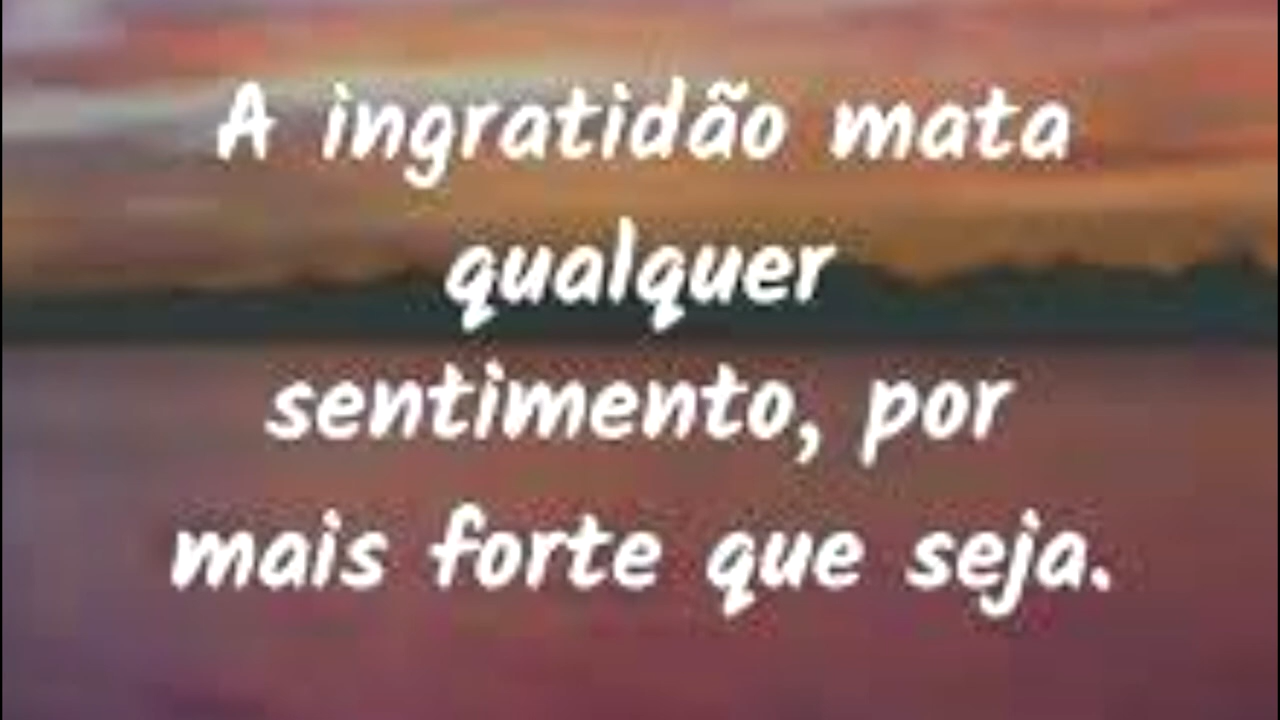 A ingratidão mata
qualquer
sentimento, por
mais forte que seja.